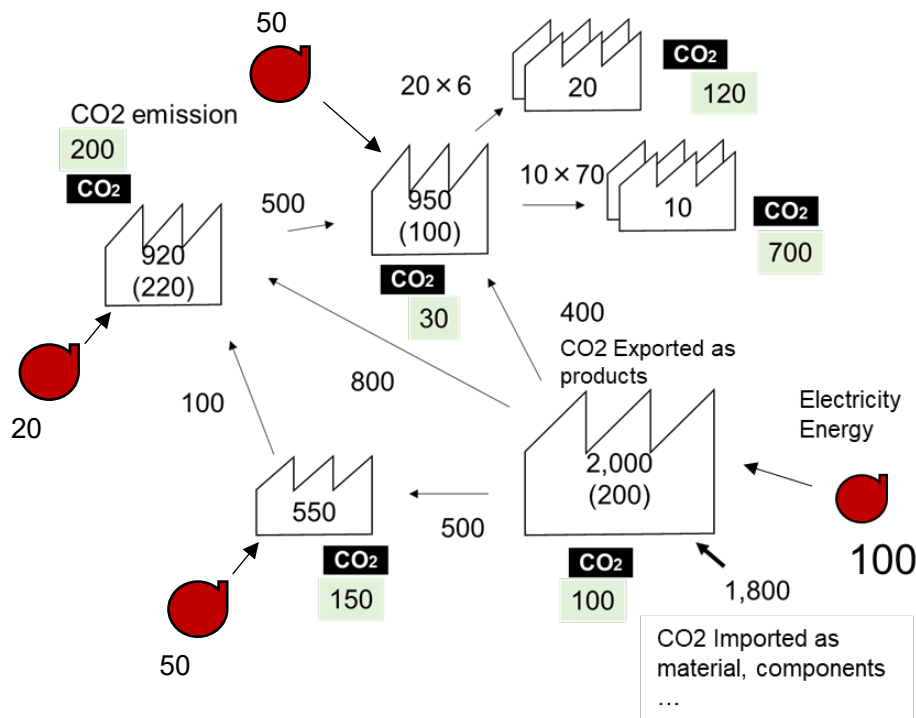 50
20 × 6
20
CO₂
120
CO2 emission
200
CO₂
500
950
(100)
10 × 70
10
CO₂
700
920
(220)
CO₂
30
400
CO2 Exported as
products
20
100
800
Electricity
Energy
2,000
(200)
550
500
100
CO₂
150
CO₂
100
1,800
50
CO2 Imported as
material, components
…